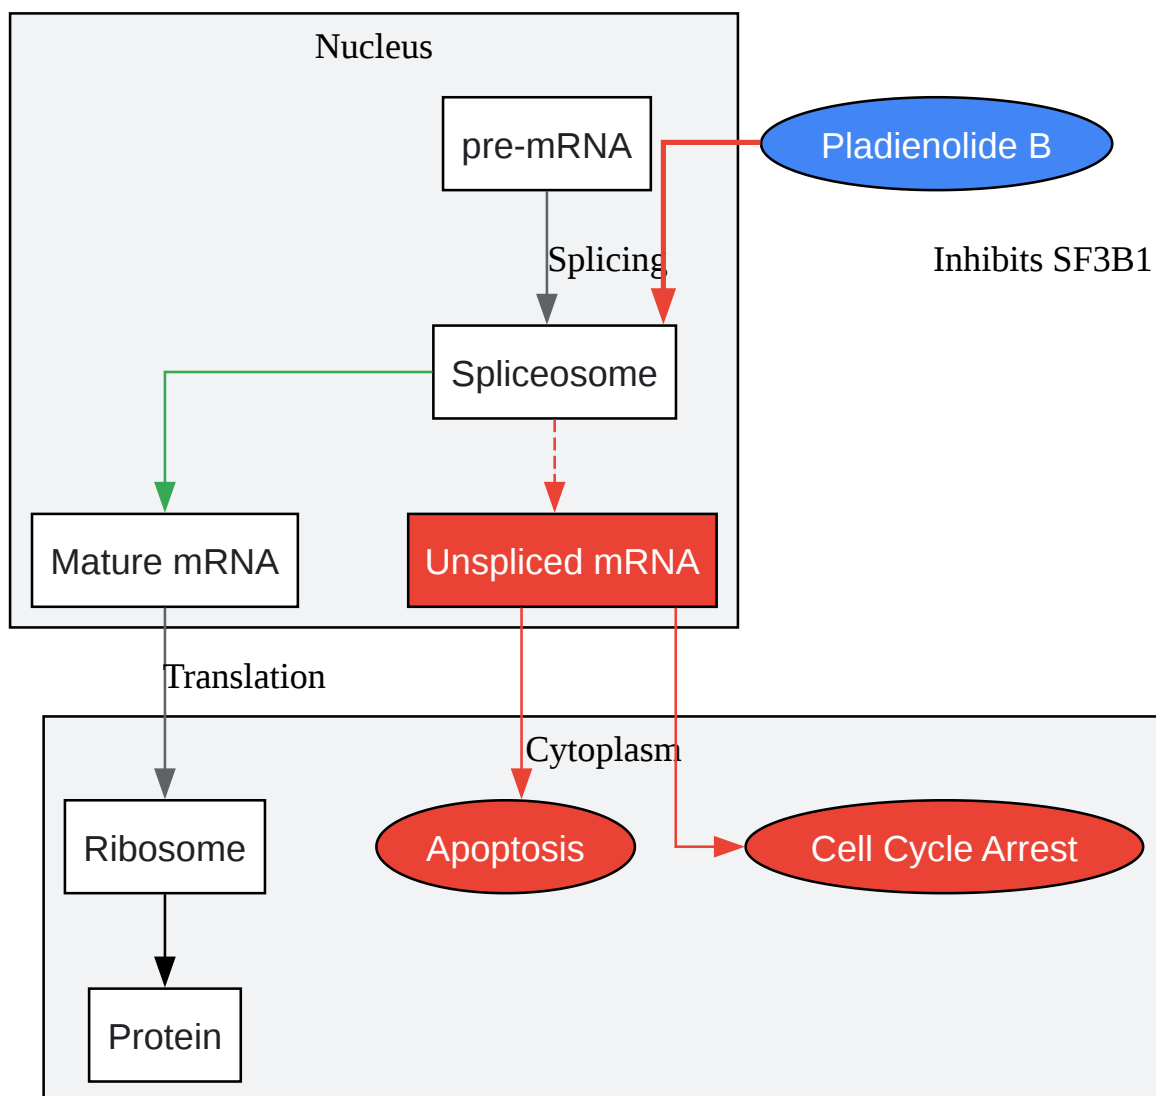 Nucleus
pre-mRNA
Pladienolide B
Splicing
Inhibits SF3B1
Spliceosome
Mature mRNA
Unspliced mRNA
Translation
Cytoplasm
Ribosome
Apoptosis
Cell Cycle Arrest
Protein